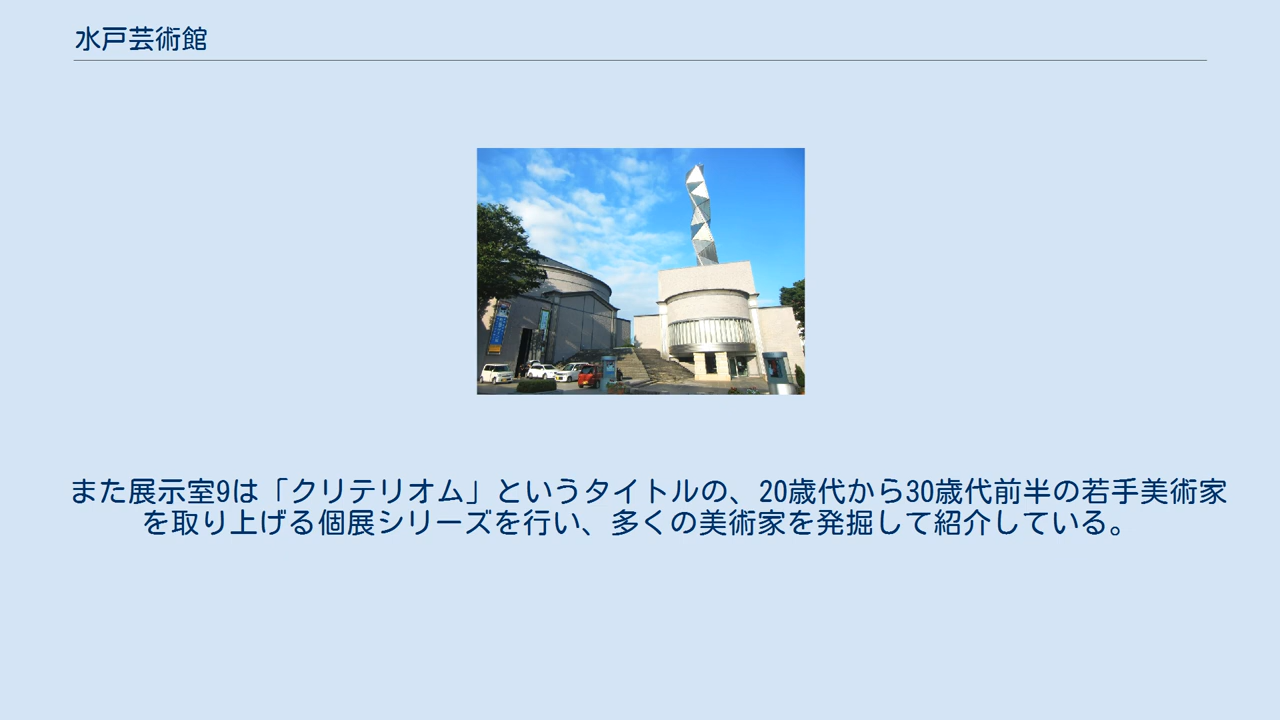 水戸芸術館
また展示室9は「クリテリオム」というタイトルの、20歳代から30歳代前半の若手美術家
を取り上げる個展シリーズを行い、多くの美術家を発掘して紹介している。